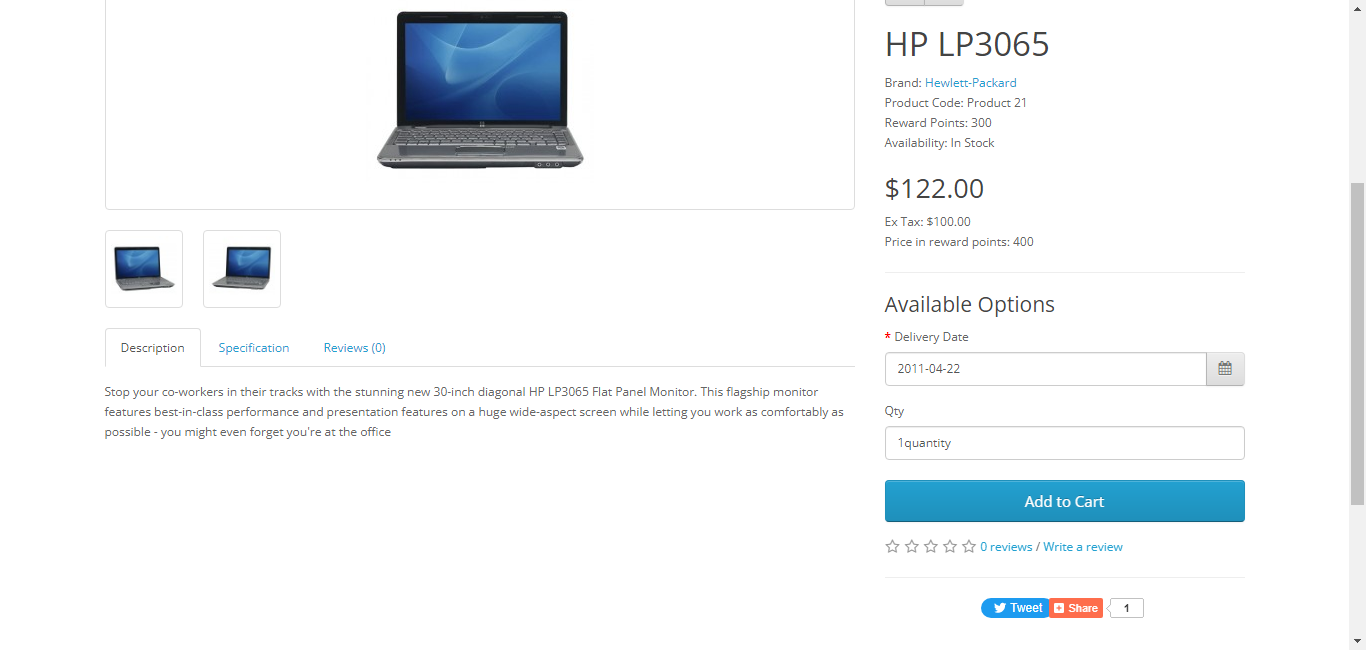 HP LP3065
Brand: Hewlett-Packard
Product Code: Product 21
Reward Points: 300
Availability: In Stock
$122.00
Ex Tax: $100.00
Price in reward points: 400
Available Options
* Delivery Date
2011-04-22
Qty
1quantity
Add to Cart
0 reviews / Write a review
Tweet Share 1
Description Specification Reviews (0)
Stop your co-workers in their tracks with the stunning new 30-inch diagonal HP LP3065 Flat Panel Monitor. This flagship monitor
features best-in-class performance and presentation features on a huge wide-aspect screen while letting you work as comfortably as
possible - you might even forget you're at the office